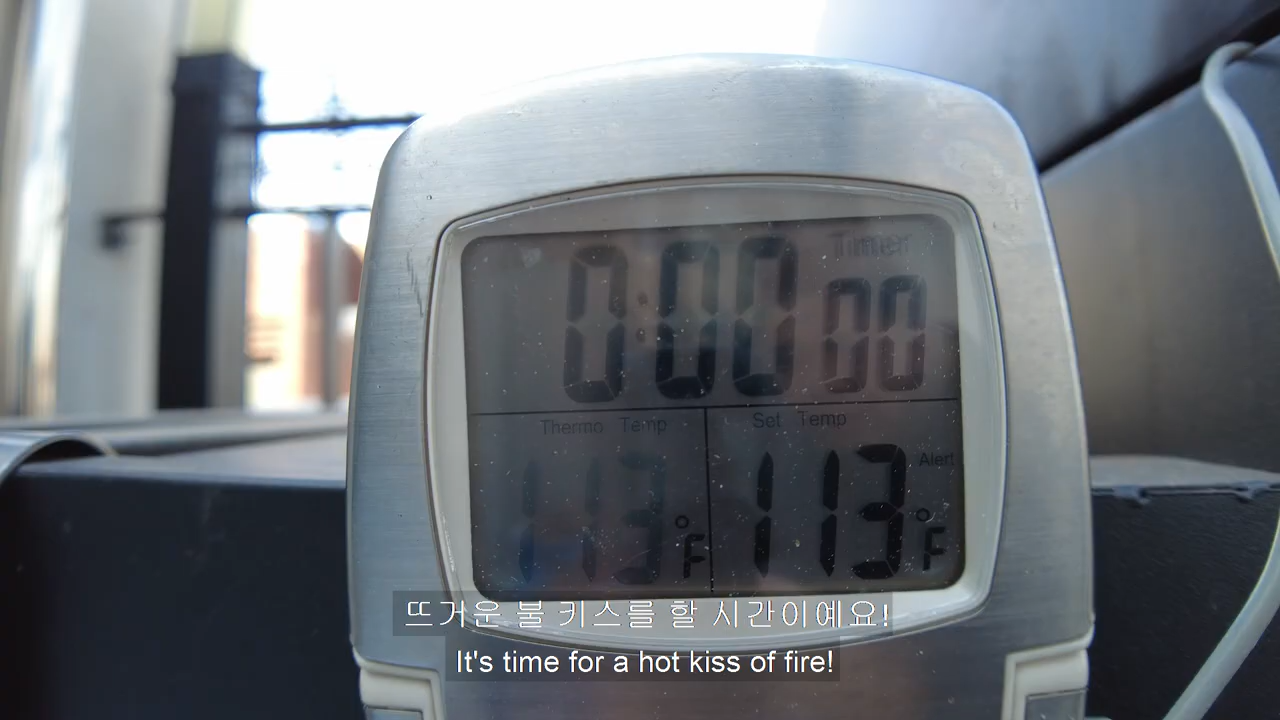 Timer
0:00 00
Thermo Temp
Set Temp
113 °F
113 °F
Alert
뜨거운 불 키스를 할 시간이예요!
It's time for a hot kiss of fire!